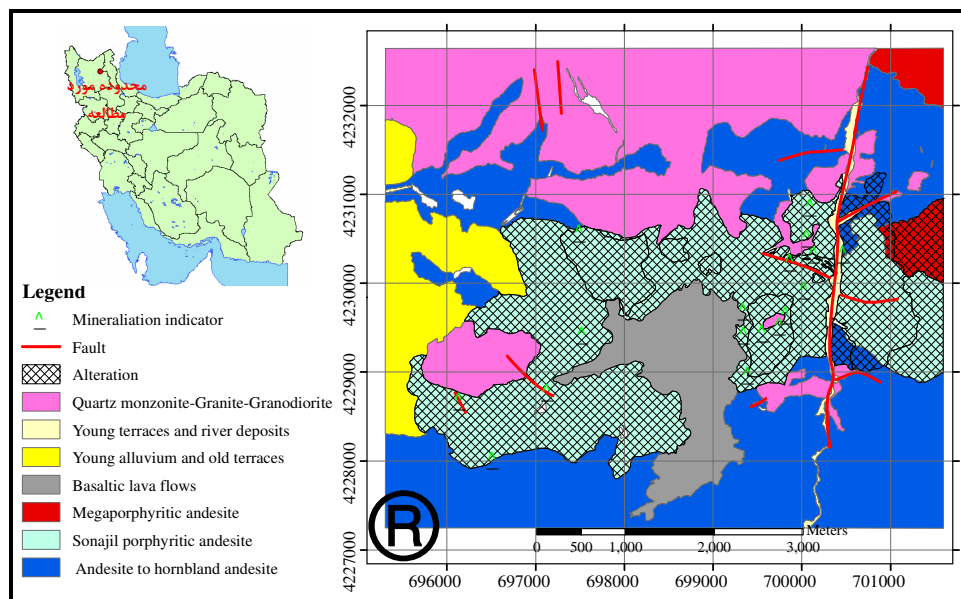 محدوده مورد
مطالعه
Legend
Mineraliation indicator
Fault
Alteration
Quartz monzonite-Granite-Granodiorite
Young terraces and river deposits
Young alluvium and old terraces
Basaltic lava flows
Megaporphyritic andesite
Sonajil porphyritic andesite
Andesite to hornbland andesite
4232000
4231000
4230000
4229000
4228000
4227000
R
Meters
0 500 1,000 2,000 3,000
696000 697000 698000 699000 700000 701000